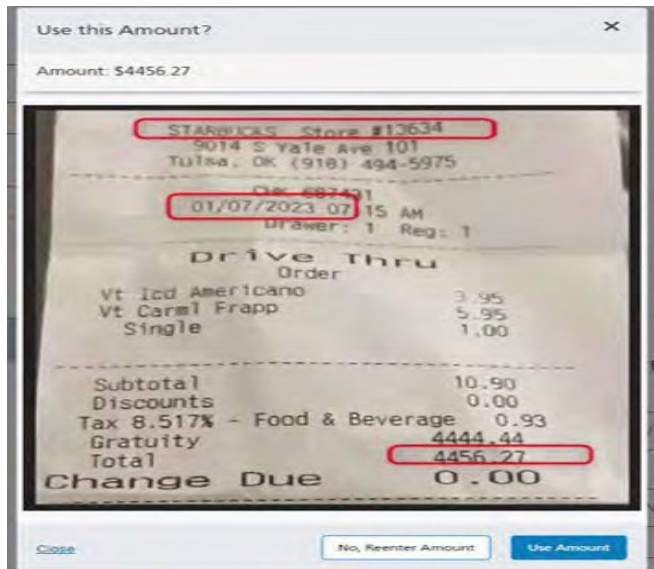 Use this Amount? ×
Amount: $4456.27
STARBUCKS Store #13634
9014 S Yale Ave 101
Tulsa, OK (918) 494-5975
CHK 687431
01/07/2023 07:15 AM
Drawer: 1 Reg: 1
Drive Thru
Order
Vt Icd Americano 3.95
Vt Carml Frapp 5.95
Single 1.00
Subtotal 10.90
Discounts 0.00
Tax 8.517% - Food & Beverage 0.93
Gratuity 4444.44
Total 4456.27
Change Due 0.00
Close
No, Reenter Amount
Use Amount